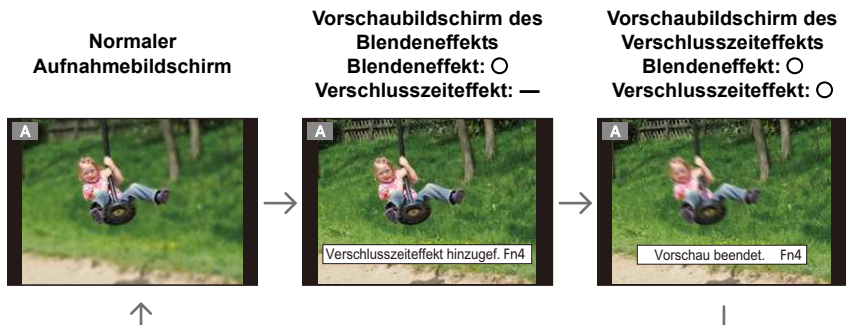 Normaler
Aufnahmebildschirm
Vorschaubildschirm des
Blendeneffekts
Blendeneffekt: ○
Verschlusszeiteffekt: —
Vorschaubildschirm des
Verschlusszeiteffekts
Blendeneffekt: ○
Verschlusszeiteffekt: ○
A
A
Verschlusszeiteffekt hinzugef. Fn4
A
Vorschau beendet. Fn4